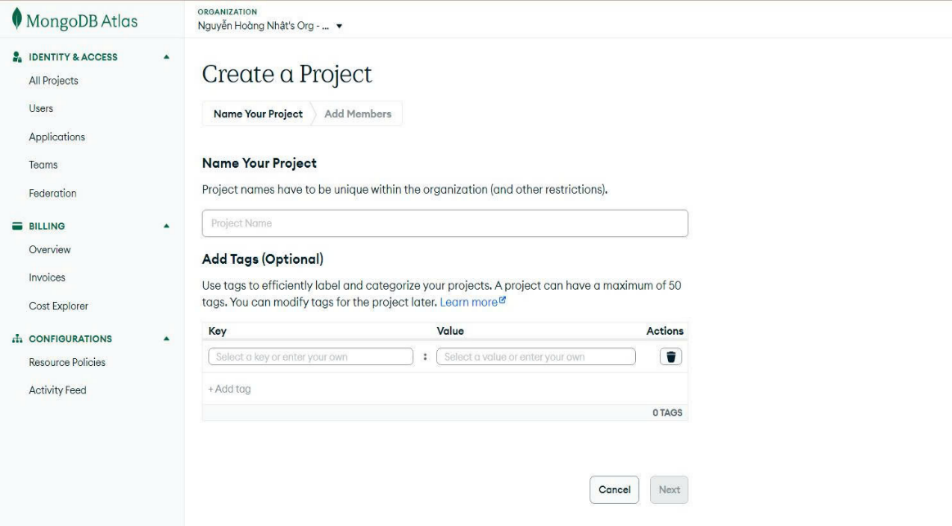 MongoDB Atlas
ORGANIZATION
Nguyễn Hoàng Nhật's Org - ...
IDENTITY & ACCESS
All Projects
Users
Applications
Teams
Federation
BILLING
Overview
Invoices
Cost Explorer
CONFIGURATIONS
Resource Policies
Activity Feed
Create a Project
Name Your Project
Add Members
Name Your Project
Project names have to be unique within the organization (and other restrictions).
Project Name
Add Tags (Optional)
Use tags to efficiently label and categorize your projects. A project can have a maximum of 50
tags. You can modify tags for the project later. Learn more
Key Value Actions
Select a key or enter your own : Select a value or enter your own
+ Add tag
0 TAGS
Cancel Next